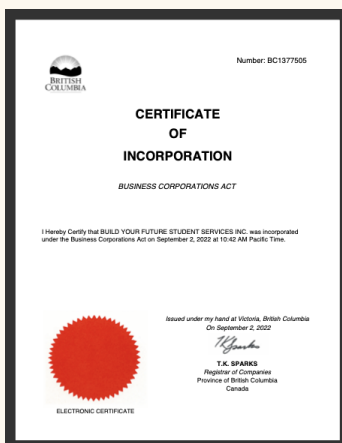 Number: BC1377505
BRITISH
COLUMBIA
CERTIFICATE
OF
INCORPORATION
BUSINESS CORPORATIONS ACT
I Hereby Certify that BUILD YOUR FUTURE STUDENT SERVICES INC. was incorporated
under the Business Corporations Act on September 2, 2022 at 10:42 AM Pacific Time.
Issued under my hand at Victoria, British Columbia
On September 2, 2022
TKSparks
T.K. SPARKS
Registrar of Companies
Province of British Columbia
Canada
ELECTRONIC CERTIFICATE